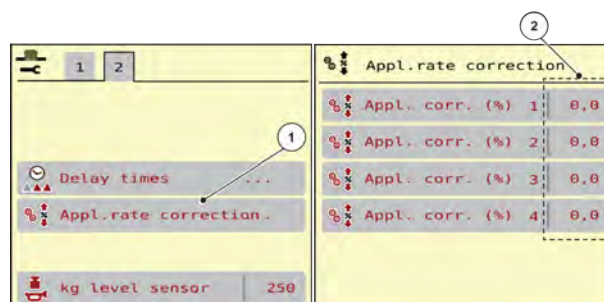 2
1 2
Appl.rate correction
Appl. corr. (%) 1 0,0
1
Appl. corr. (%) 2 0,0
Delay times ...
Appl. corr. (%) 3 0,0
Appl.rate correction.
Appl. corr. (%) 4 0,0
kg level sensor 250